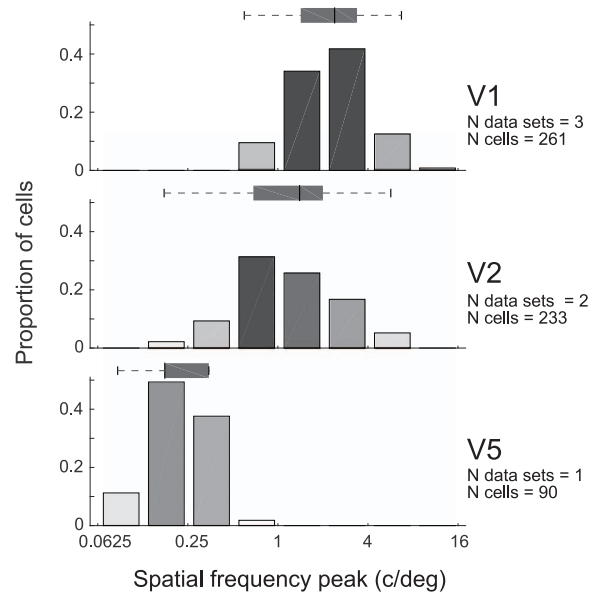 0.4
0.2
0
V1
N data sets = 3
N cells = 261
0.4
0.2
0
V2
N data sets = 2
N cells = 233
0.4
0.2
0
V5
N data sets = 1
N cells = 90
Proportion of cells
0.0625 0.25 1 4 16
Spatial frequency peak (c/deg)